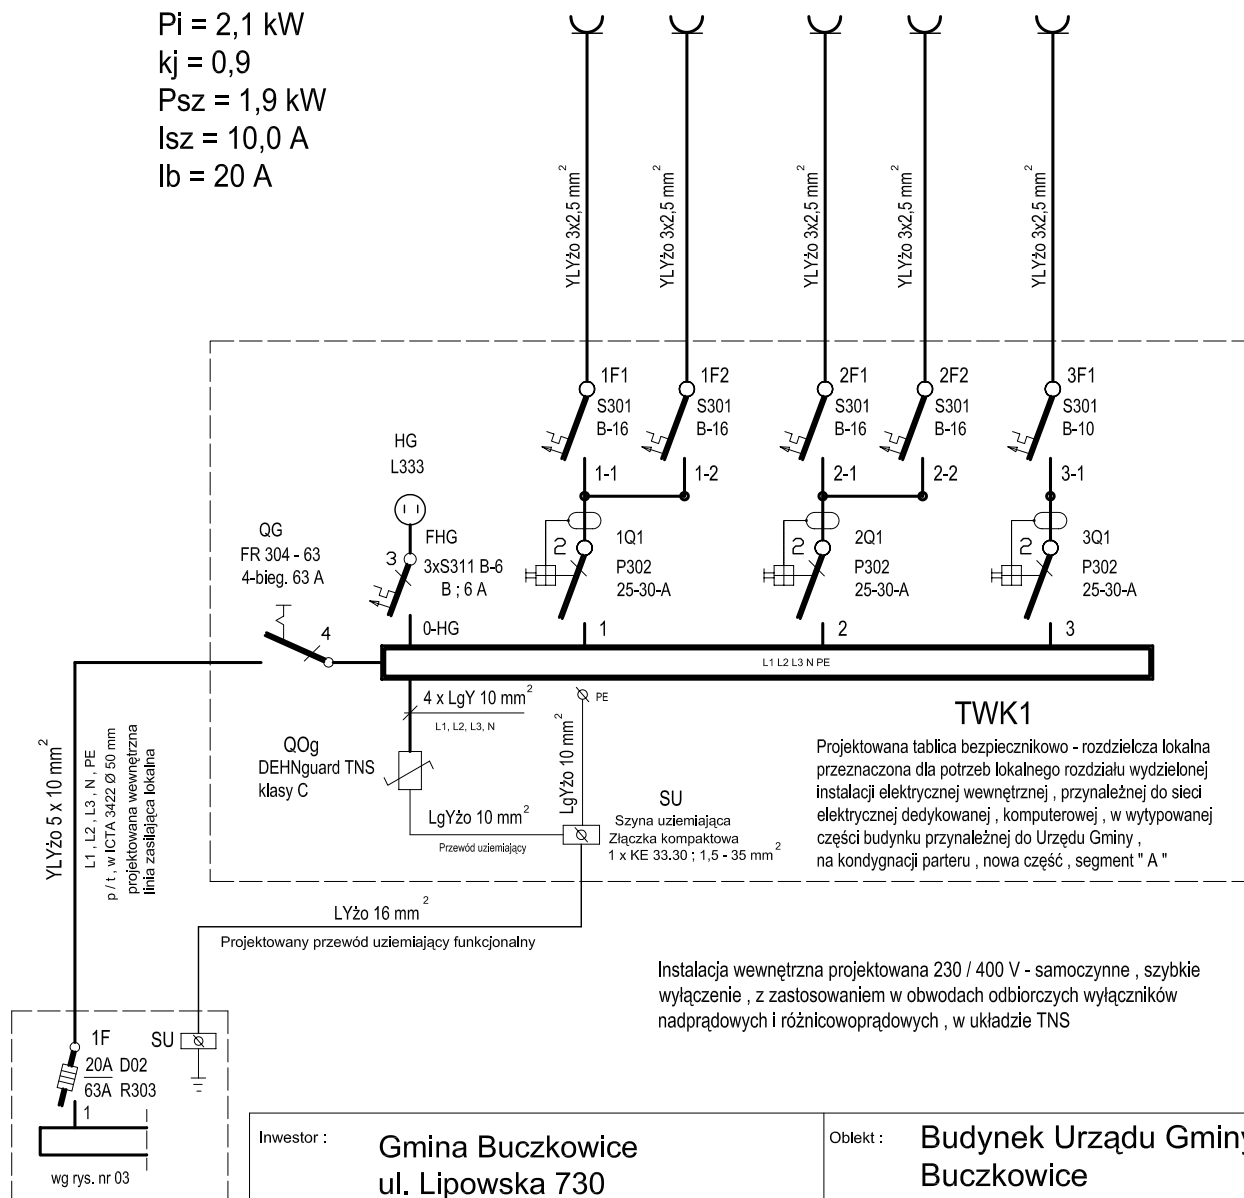 Pi = 2,1 kW
kj = 0,9
Psz = 1,9 kW
Isz = 10,0 A
Ib = 20 A
YLYżo 3x2,5 mm²
YLYżo 3x2,5 mm²
YLYżo 3x2,5 mm²
YLYżo 3x2,5 mm²
YLYżo 3x2,5 mm²
1F1
S301
B-16
1F2
S301
B-16
2F1
S301
B-16
2F2
S301
B-16
3F1
S301
B-10
1-1
1-2
2-1
2-2
3-1
HG
L333
FHG
3
3xS311 B-6
B ; 6 A
0-HG
QG
FR 304 - 63
4-bieg. 63 A
4
2
1Q1
P302
25-30-A
1
2
2Q1
P302
25-30-A
2
2
3Q1
P302
25-30-A
3
L1 L2 L3 N PE
4 x LgY 10 mm²
L1, L2, L3, N
PE
LgYżo 10 mm²
QOg
DEHNguard TNS
klasy C
LgYżo 10 mm²
Przewód uziemiający
SU
Szyna uziemiająca
Złączka kompaktowa
1 x KE 33.30 ; 1,5 - 35 mm²
TWK1
Projektowana tablica bezpiecznikowo - rozdzielcza lokalna
przeznaczona dla potrzeb lokalnego rozdziału wydzielonej
instalacji elektrycznej wewnętrznej , przynależnej do sieci
elektrycznej dedykowanej , komputerowej , w wytypowanej
części budynku przynależnej do Urzędu Gminy ,
na kondygnacji parteru , nowa część , segment " A "
YLYżo 5 x 10 mm²
L1 , L2 , L3 , N , PE
p / t , w ICTA 3422 Ø 50 mm
projektowana wewnętrzna
linia zasilająca lokalna
LYżo 16 mm²
Projektowany przewód uziemiający funkcjonalny
Instalacja wewnętrzna projektowana 230 / 400 V - samoczynne , szybkie
wyłączenie , z zastosowaniem w obwodach odbiorczych wyłączników
nadprądowych i różnicowoprądowych , w układzie TNS
1F
20A D02
63A R303
1
SU
wg rys. nr 03
Inwestor :
Gmina Buczkowice
ul. Lipowska 730
Obiekt :
Budynek Urzędu Gminy
Buczkowice